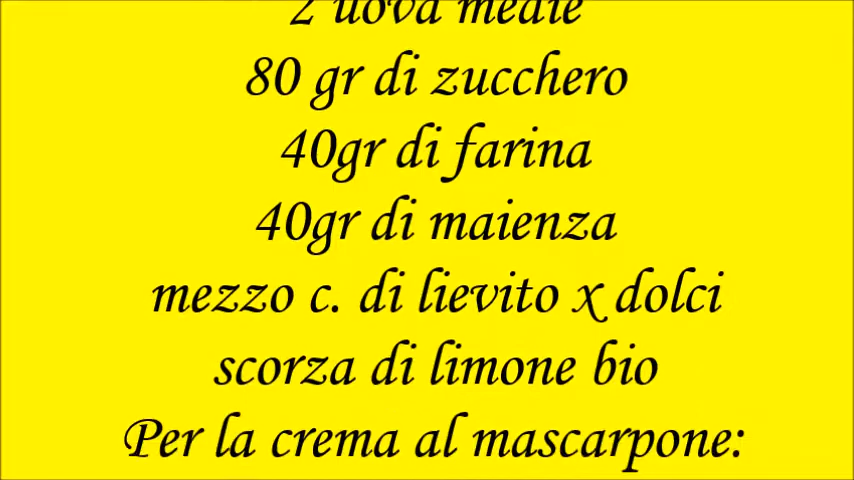 2 uova medie
80 gr di zucchero
40gr di farina
40gr di maienza
mezzo c. di lievito x dolci
scorza di limone bio
Per la crema al mascarpone: